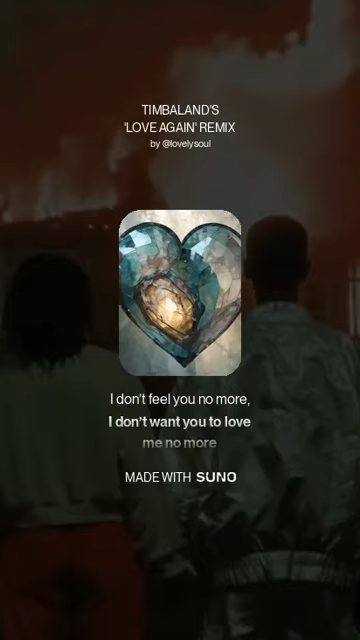 TIMBALAND'S
'LOVE AGAIN' REMIX
by @lovelysoul
I don't feel you no more,
I don't want you to love
me no more
MADE WITH SUNO